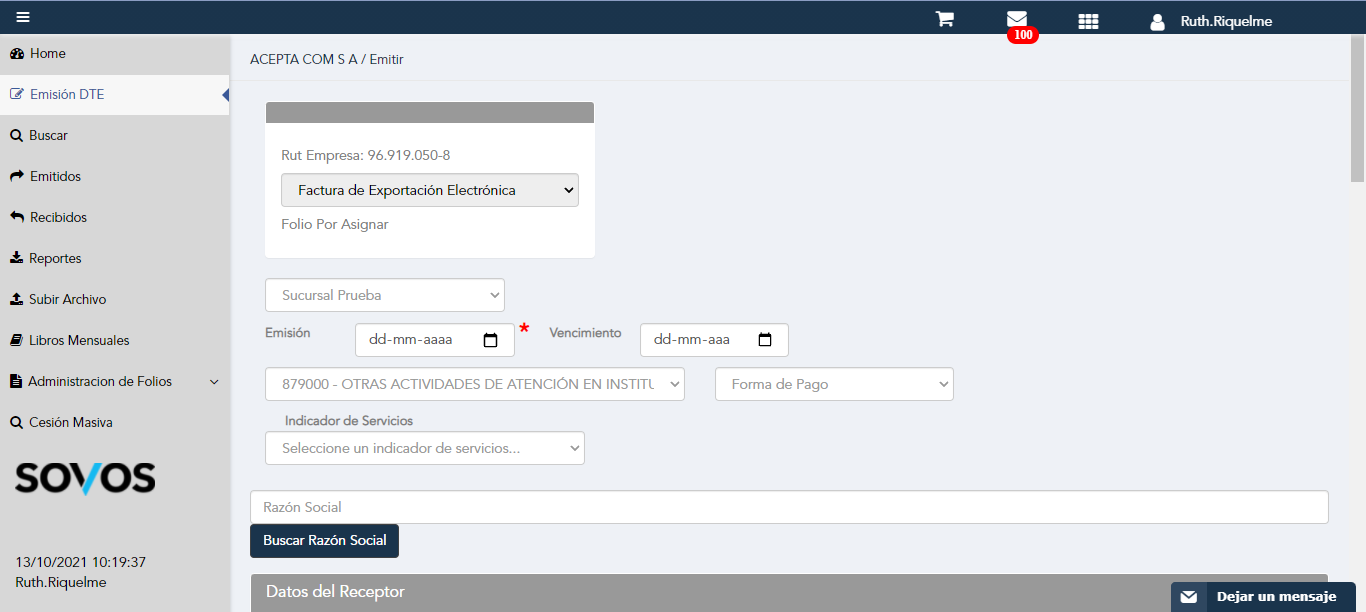 Ruth.Riquelme
100
Home
Emisión DTE
Buscar
Emitidos
Recibidos
Reportes
Subir Archivo
Libros Mensuales
Administracion de Folios
Cesión Masiva
SOVOS
13/10/2021 10:19:37
Ruth.Riquelme
ACEPTA COM S A / Emitir
Rut Empresa: 96.919.050-8
Factura de Exportación Electrónica
Folio Por Asignar
Sucursal Prueba
Emisión dd-mm-aaaa * Vencimiento dd-mm-aaa
879000 - OTRAS ACTIVIDADES DE ATENCIÓN EN INSTITU Forma de Pago
Indicador de Servicios
Seleccione un indicador de servicios...
Razón Social
Buscar Razón Social
Datos del Receptor
Dejar un mensaje